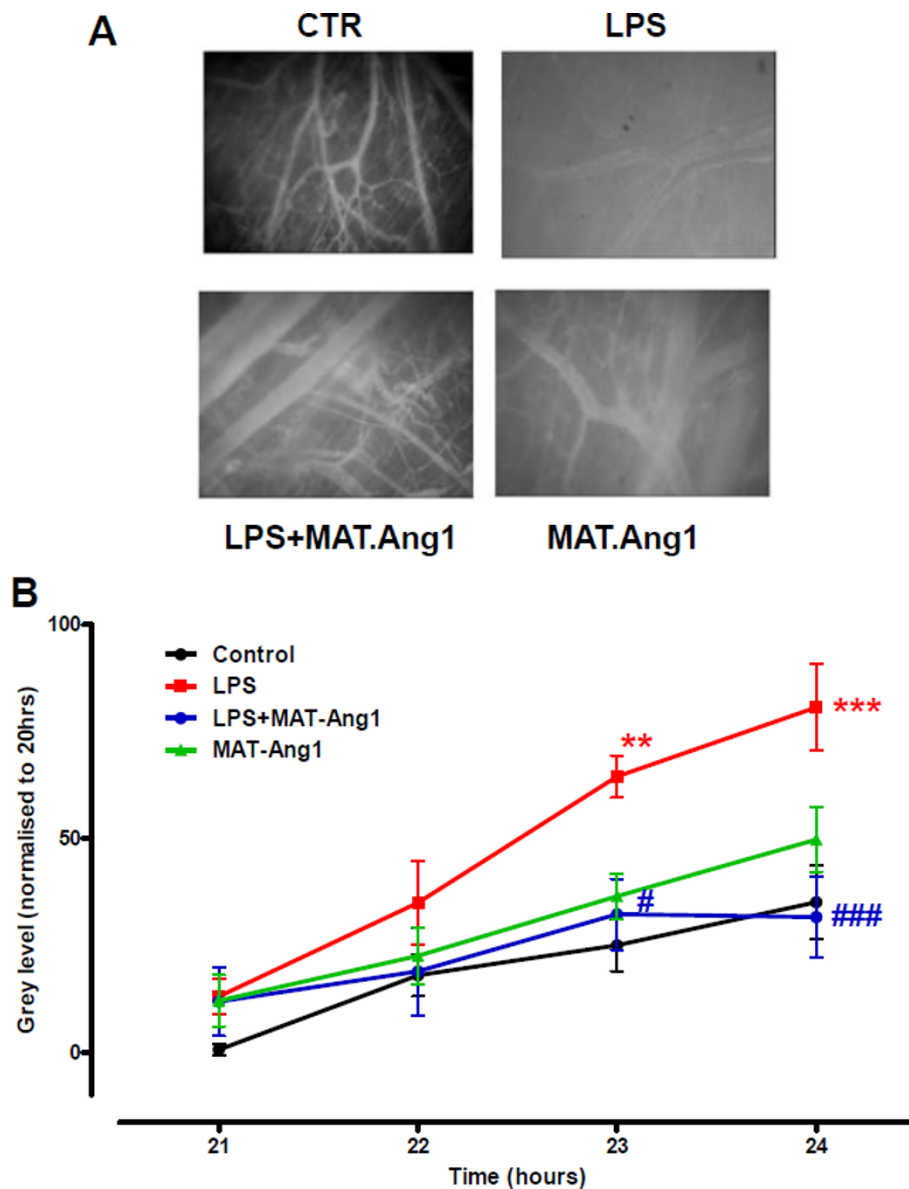 A
CTR
LPS
LPS+MAT.Ang1
MAT.Ang1
B
100
50
0
Grey level (normalised to 20hrs)
Control
LPS
LPS+MAT-Ang1
MAT-Ang1
**
***
#
###
21
22
23
24
Time (hours)